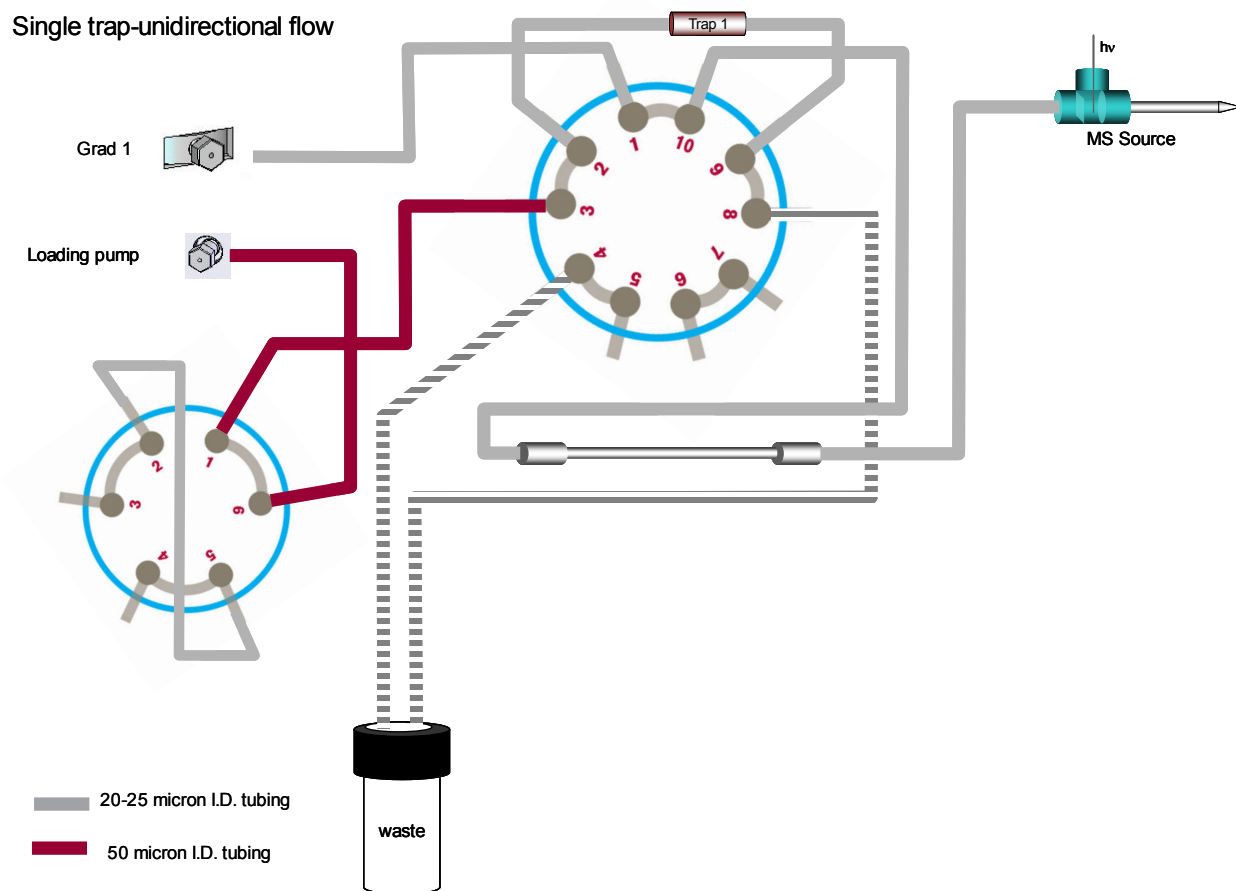 Single trap-unidirectional flow
Trap 1
hν
MS Source
Grad 1
Loading pump
1
10
2
9
3
8
4
7
5
6
2
1
3
6
4
5
waste
20-25 micron I.D. tubing
50 micron I.D. tubing